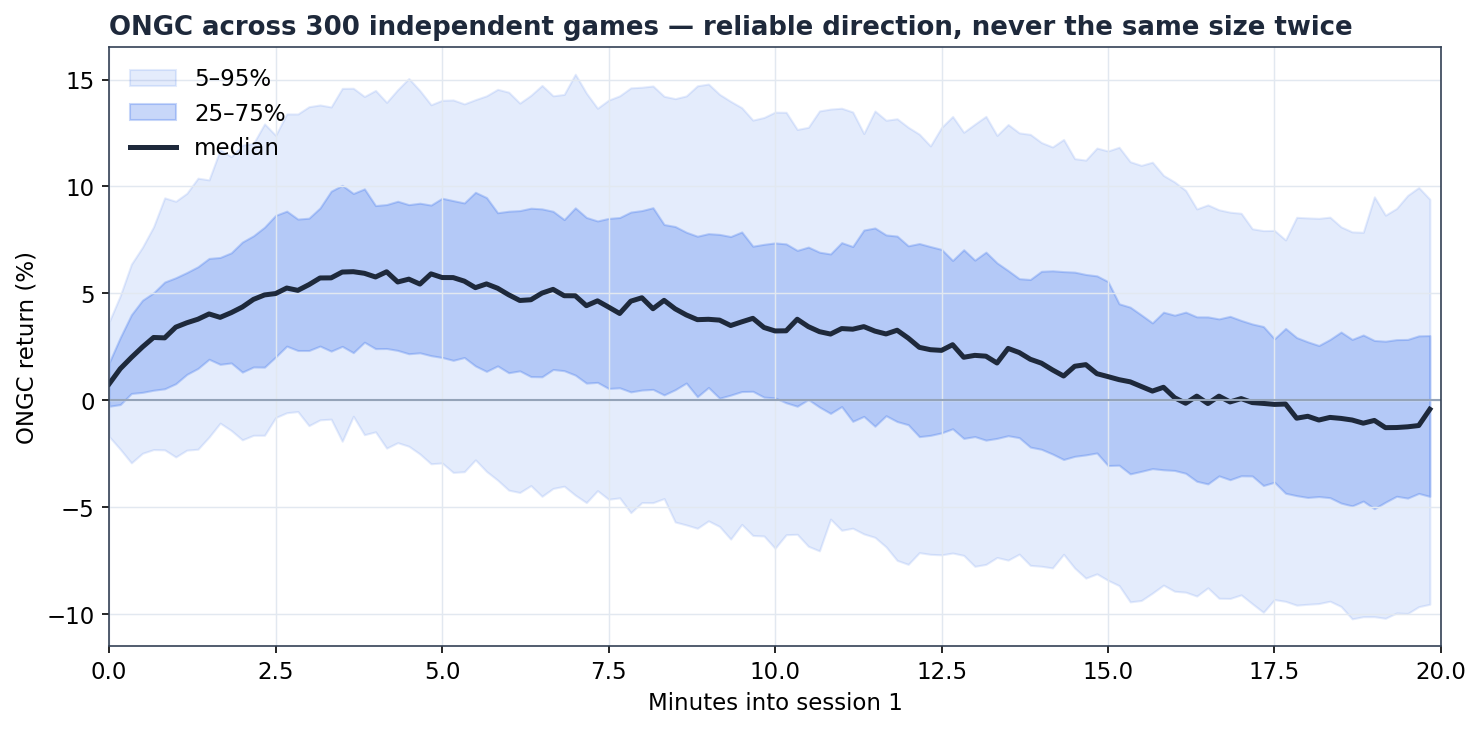 ONGC across 300 independent games — reliable direction, never the same size twice
5–95%
25–75%
median
ONGC return (%)
15
10
5
0
−5
−10
0.0 2.5 5.0 7.5 10.0 12.5 15.0 17.5 20.0
Minutes into session 1